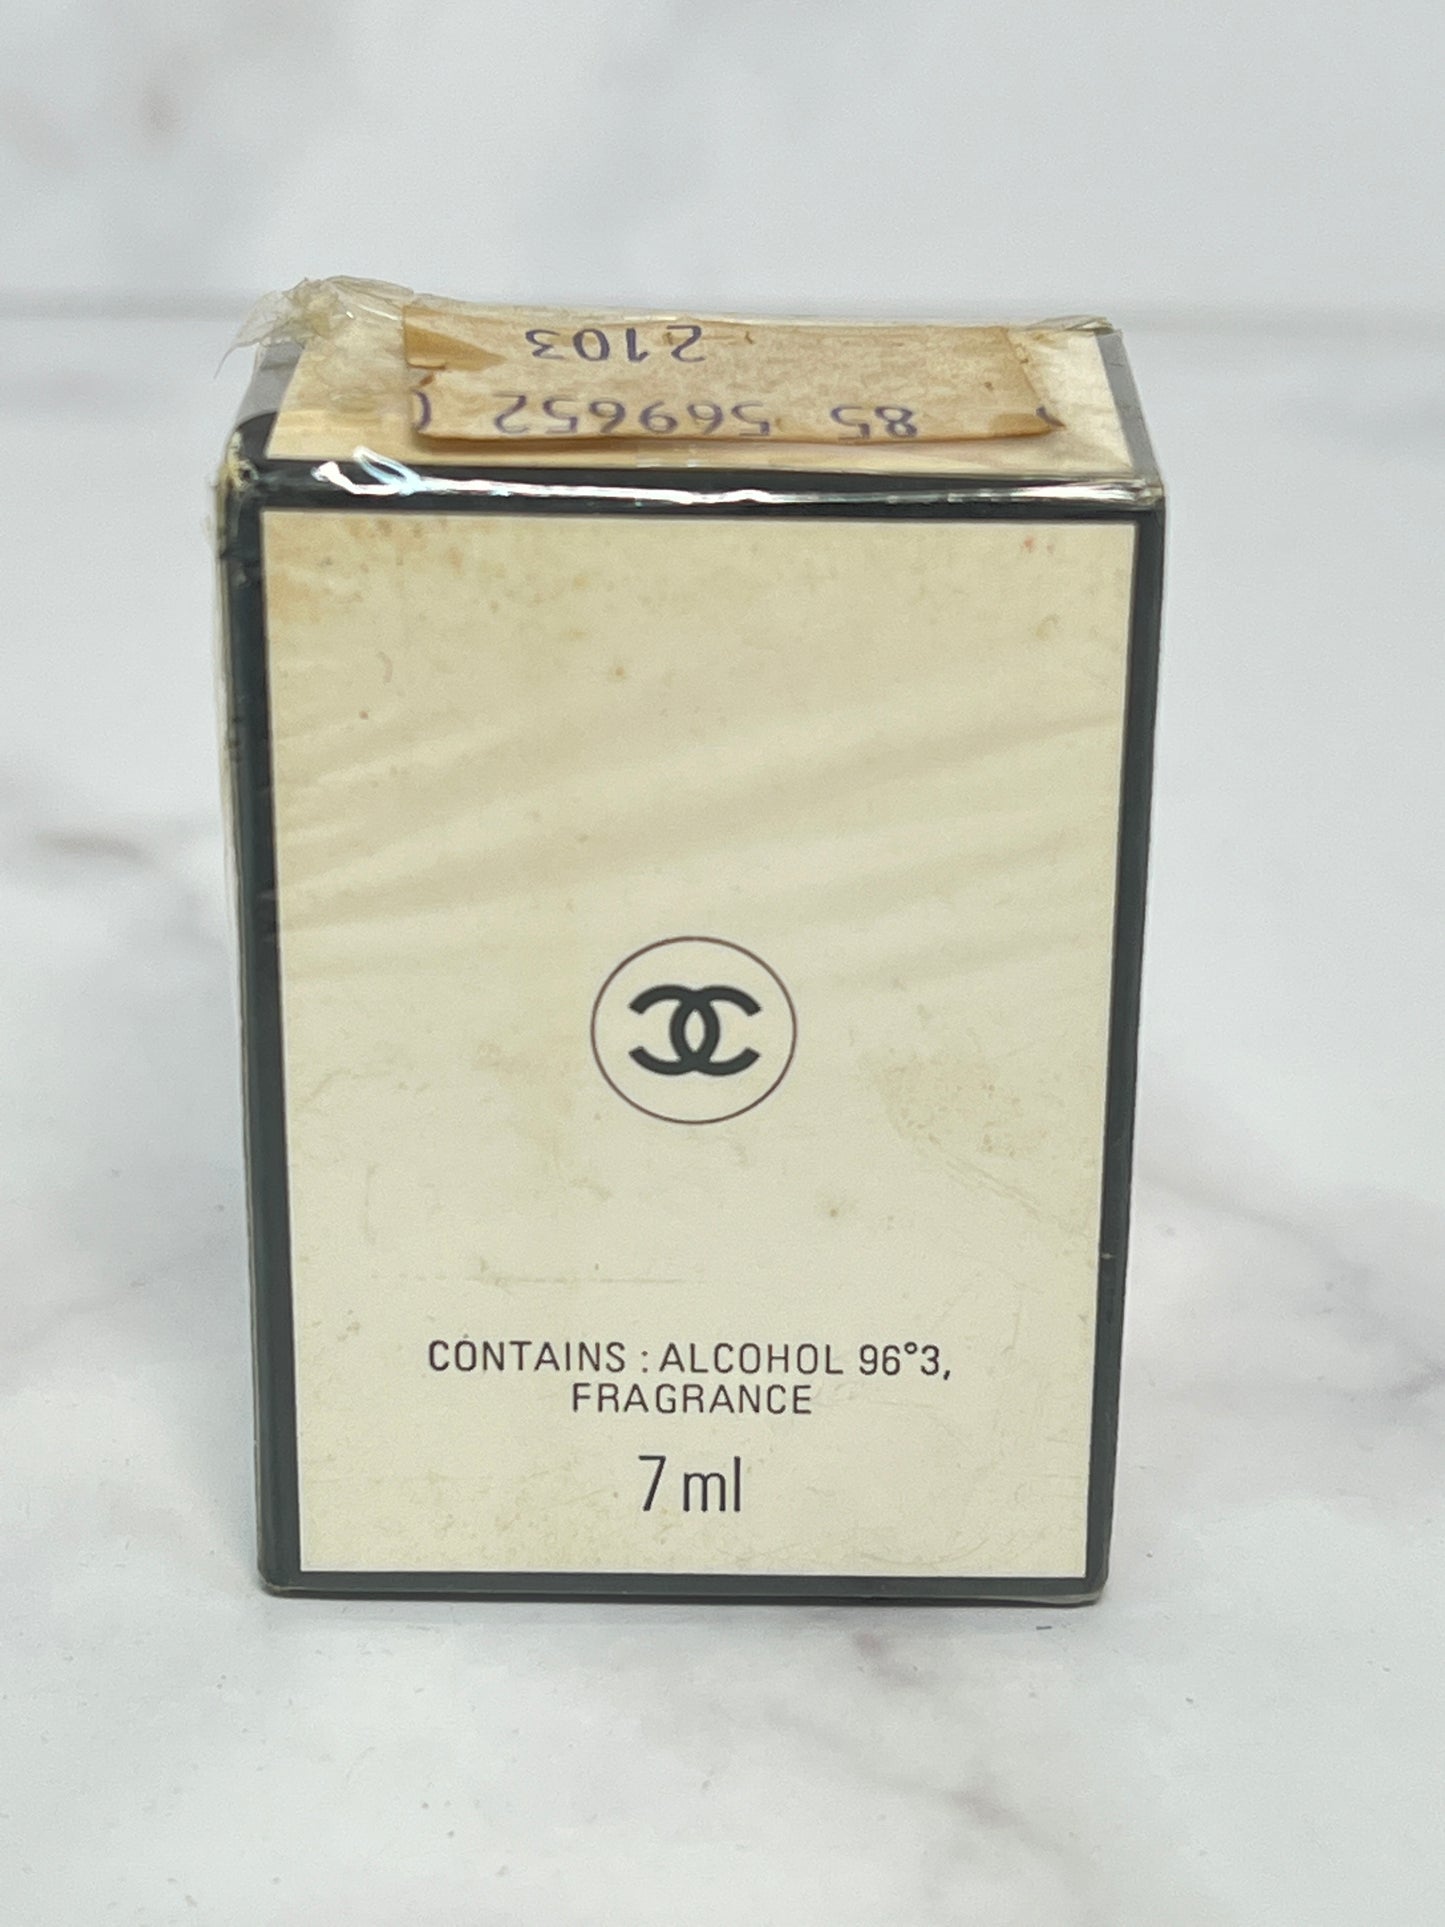 85 569652 (
2103
CONTAINS : ALCOHOL 96°3,
FRAGRANCE
7 ml